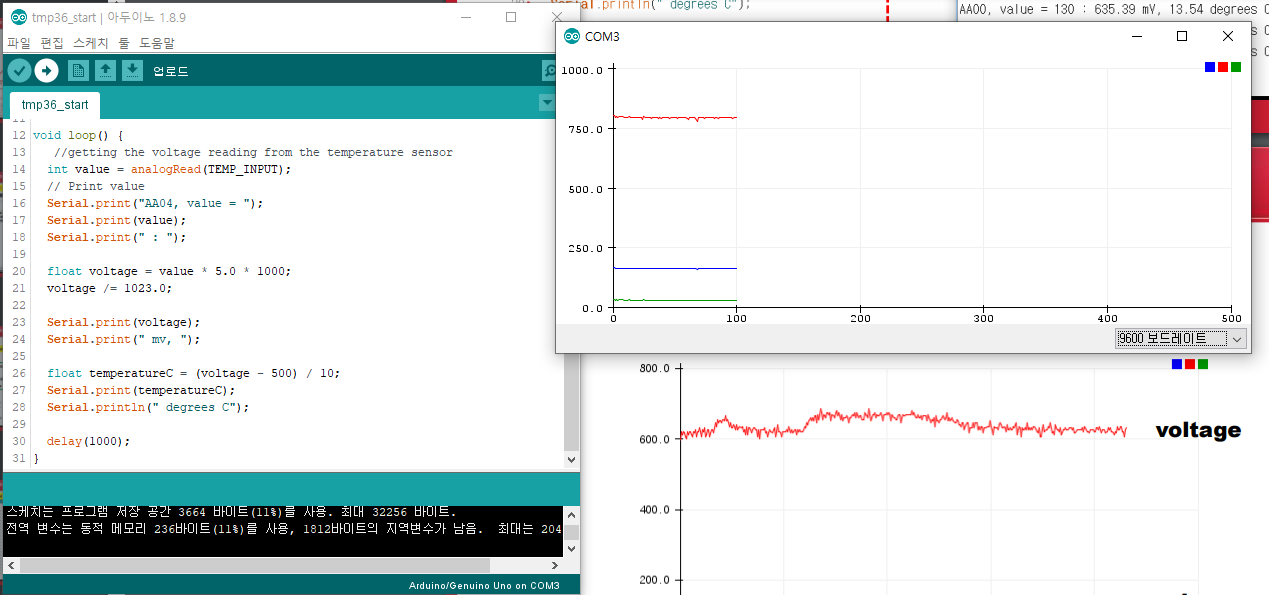 tmp36_start | 아두이노 1.8.9
파일 편집 스케치 툴 도움말
업로드
tmp36_start
11
12 void loop() {
13 //getting the voltage reading from the temperature sensor
14 int value = analogRead(TEMP_INPUT);
15 // Print value
16 Serial.print("AA04, value = ");
17 Serial.print(value);
18 Serial.print(" : ");
19
20 float voltage = value * 5.0 * 1000;
21 voltage /= 1023.0;
22
23 Serial.print(voltage);
24 Serial.print(" mv, ");
25
26 float temperatureC = (voltage - 500) / 10;
27 Serial.print(temperatureC);
28 Serial.println(" degrees C");
29
30 delay(1000);
31 }
스케치는 프로그램 저장 공간 3664 바이트(11%)를 사용. 최대 32256 바이트.
전역 변수는 동적 메모리 236바이트(11%)를 사용, 1812바이트의 지역변수가 남음. 최대는 204
Arduino/Genuino Uno on COM3
Serial.println(" degrees C");
AA00, value = 130 : 635.39 mV, 13.54 degrees C
COM3
1000.0
750.0
500.0
250.0
0.0
0 100 200 300 400 500
9600 보드레이트
800.0
600.0
400.0
200.0
voltage